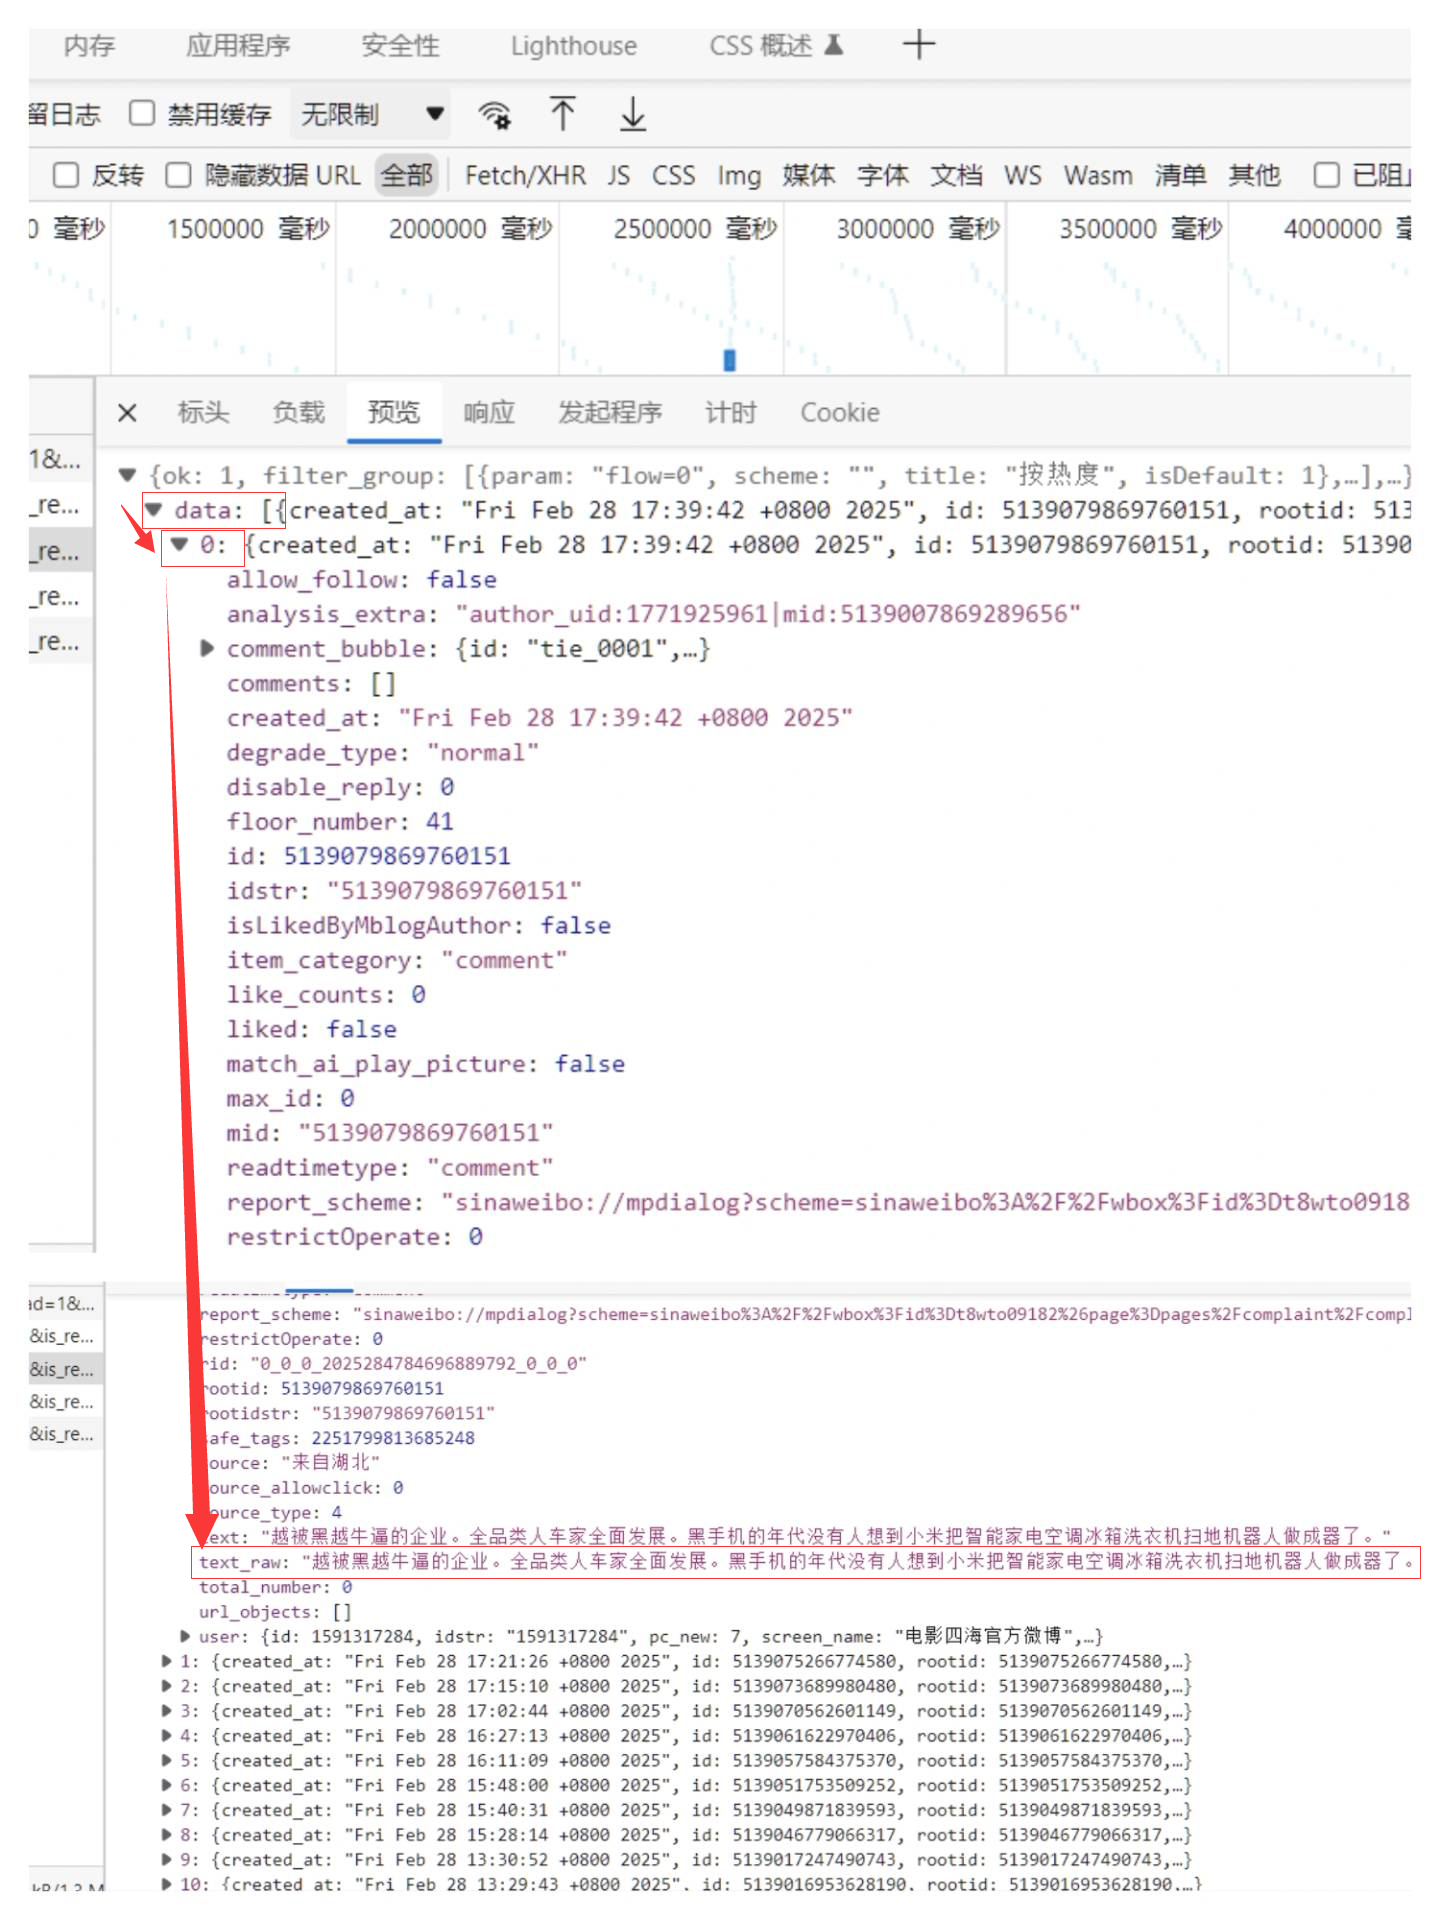 内存 应用程序 安全性 Lighthouse CSS 概述
留日志 禁用缓存 无限制
反转 隐藏数据 URL 全部 Fetch/XHR JS CSS Img 媒体 字体 文档 WS Wasm 清单 其他 已阻止
0 毫秒 1500000 毫秒 2000000 毫秒 2500000 毫秒 3000000 毫秒 3500000 毫秒 4000000 毫
标头 负载 预览 响应 发起程序 计时 Cookie
1&...
_re...
_re...
_re...
_re...
{ok: 1, filter_group: [{param: "flow=0", scheme: "", title: "按热度", isDefault: 1},…],…}
data: [{created_at: "Fri Feb 28 17:39:42 +0800 2025", id: 5139079869760151, rootid: 513
0: {created_at: "Fri Feb 28 17:39:42 +0800 2025", id: 5139079869760151, rootid: 51390
allow_follow: false
analysis_extra: "author_uid:1771925961|mid:5139007869289656"
comment_bubble: {id: "tie_0001",…}
comments: []
created_at: "Fri Feb 28 17:39:42 +0800 2025"
degrade_type: "normal"
disable_reply: 0
floor_number: 41
id: 5139079869760151
idstr: "5139079869760151"
isLikedByMblogAuthor: false
item_category: "comment"
like_counts: 0
liked: false
match_ai_play_picture: false
max_id: 0
mid: "5139079869760151"
readtimetype: "comment"
report_scheme: "sinaweibo://mpdialog?scheme=sinaweibo%3A%2F%2Fwbox%3Fid%3Dt8wto0918
restrictOperate: 0
ad=1&...
&is_re...
&is_re...
&is_re...
&is_re...
report_scheme: "sinaweibo://mpdialog?scheme=sinaweibo%3A%2F%2Fwbox%3Fid%3Dt8wto09182%26page%3Dpages%2Fcomplaint%2Fcompl
restrictOperate: 0
rid: "0_0_0_2025284784696889792_0_0_0"
rootid: 5139079869760151
rootidstr: "5139079869760151"
safe_tags: 2251799813685248
source: "来自湖北"
source_allowclick: 0
source_type: 4
text: "越被黑越牛逼的企业。全品类人车家全面发展。黑手机的年代没有人想到小米把智能家电空调冰箱洗衣机扫地机器人做成器了。"
text_raw: "越被黑越牛逼的企业。全品类人车家全面发展。黑手机的年代没有人想到小米把智能家电空调冰箱洗衣机扫地机器人做成器了。
total_number: 0
url_objects: []
user: {id: 1591317284, idstr: "1591317284", pc_new: 7, screen_name: "电影四海官方微博",…}
1: {created_at: "Fri Feb 28 17:21:26 +0800 2025", id: 5139075266774580, rootid: 5139075266774580,…}
2: {created_at: "Fri Feb 28 17:15:10 +0800 2025", id: 5139073689980480, rootid: 5139073689980480,…}
3: {created_at: "Fri Feb 28 17:02:44 +0800 2025", id: 5139070562601149, rootid: 5139070562601149,…}
4: {created_at: "Fri Feb 28 16:27:13 +0800 2025", id: 5139061622970406, rootid: 5139061622970406,…}
5: {created_at: "Fri Feb 28 16:11:09 +0800 2025", id: 5139057584375370, rootid: 5139057584375370,…}
6: {created_at: "Fri Feb 28 15:48:00 +0800 2025", id: 5139051753509252, rootid: 5139051753509252,…}
7: {created_at: "Fri Feb 28 15:40:31 +0800 2025", id: 5139049871839593, rootid: 5139049871839593,…}
8: {created_at: "Fri Feb 28 15:28:14 +0800 2025", id: 5139046779066317, rootid: 5139046779066317,…}
9: {created_at: "Fri Feb 28 13:30:52 +0800 2025", id: 5139017247490743, rootid: 5139017247490743,…}
10: {created_at: "Fri Feb 28 13:29:43 +0800 2025", id: 5139016953628190, rootid: 5139016953628190,…}